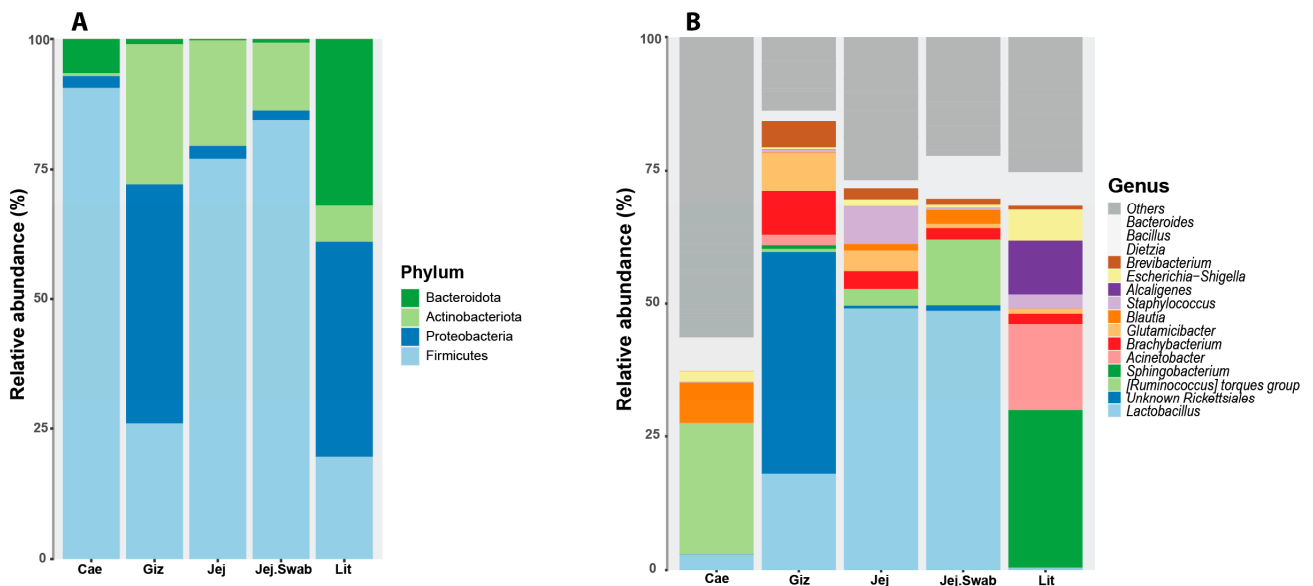 A
Relative abundance (%)
100
75
50
25
0
Cae Giz Jej Jej.Swab Lit
Phylum
Bacteroidota
Actinobacteriota
Proteobacteria
Firmicutes
B
Relative abundance (%)
100
75
50
25
0
Cae Giz Jej Jej.Swab Lit
Genus
Others
Bacteroides
Bacillus
Dietzia
Brevibacterium
Escherichia−Shigella
Alcaligenes
Staphylococcus
Blautia
Glutamicibacter
Brachybacterium
Acinetobacter
Sphingobacterium
[Ruminococcus] torques group
Unknown Rickettsiales
Lactobacillus